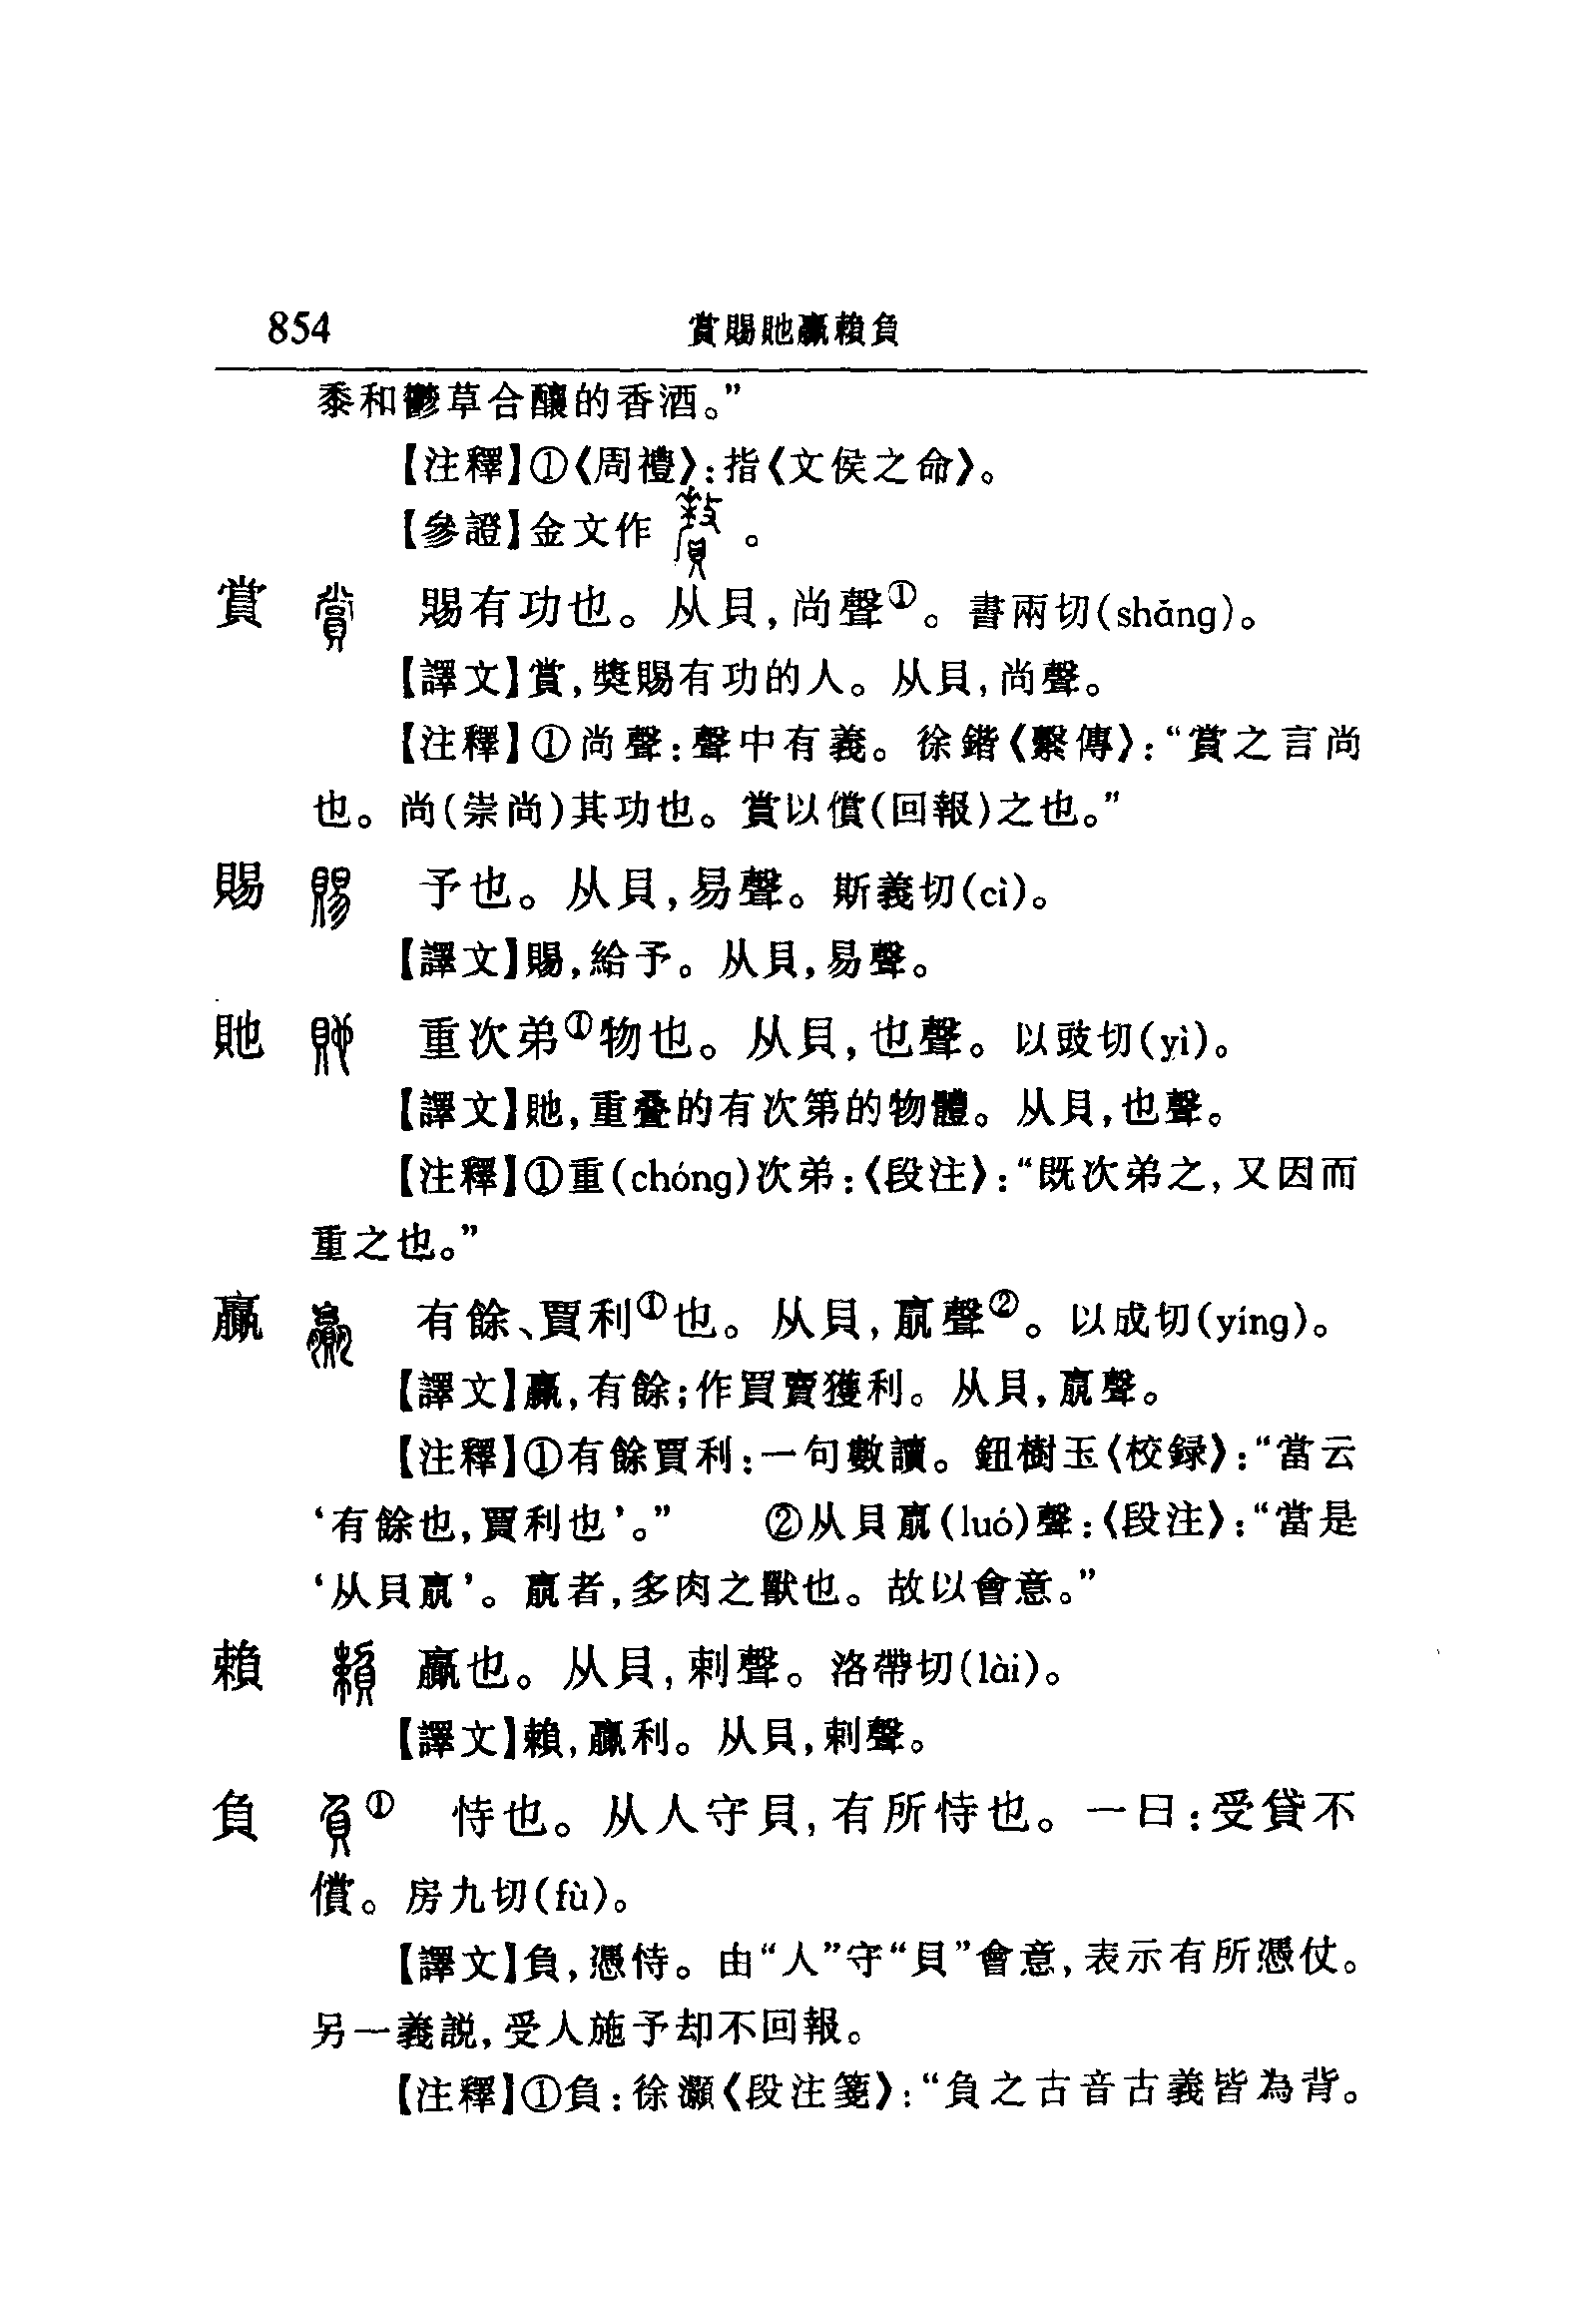 854 賞賜貤贏賴負
黍和鬱草合釀的香酒。”
【注釋】①《周禮》:指《文侯之命》。
【參證】金文作 。
賞 賜有功也。从貝,尚聲①。書兩切(shǎng)。
【譯文】賞,獎賜有功的人。从貝,尚聲。
【注釋】①尚聲:聲中有義。徐鍇《繫傳》:“賞之言尚
也。尚(崇尚)其功也。賞以償(回報)之也。”
賜 予也。从貝,易聲。斯義切(cì)。
【譯文】賜,給予。从貝,易聲。
貤 重次弟①物也。从貝,也聲。以豉切(yì)。
【譯文】貤,重叠的有次第的物體。从貝,也聲。
【注釋】①重(chóng)次弟:《段注》:“既次弟之,又因而
重之也。”
贏 有餘、賈利①也。从貝,𣎆聲②。以成切(yíng)。
【譯文】贏,有餘;作買賣獲利。从貝,𣎆聲。
【注釋】①有餘賈利:一句數讀。鈕樹玉《校録》:“當云
‘有餘也,賈利也’。” ②从貝𣎆(luó)聲:《段注》:“當是
‘从貝𣎆’。𣎆者,多肉之獸也。故以會意。”
賴 贏也。从貝,剌聲。洛帶切(lài)。
【譯文】賴,贏利。从貝,剌聲。
負 ① 恃也。从人守貝,有所恃也。一曰:受貸不
償。房九切(fù)。
【譯文】負,憑恃。由“人”守“貝”會意,表示有所憑仗。
另一義説,受人施予却不回報。
【注釋】①負:徐灝《段注箋》:“負之古音古義皆為背。